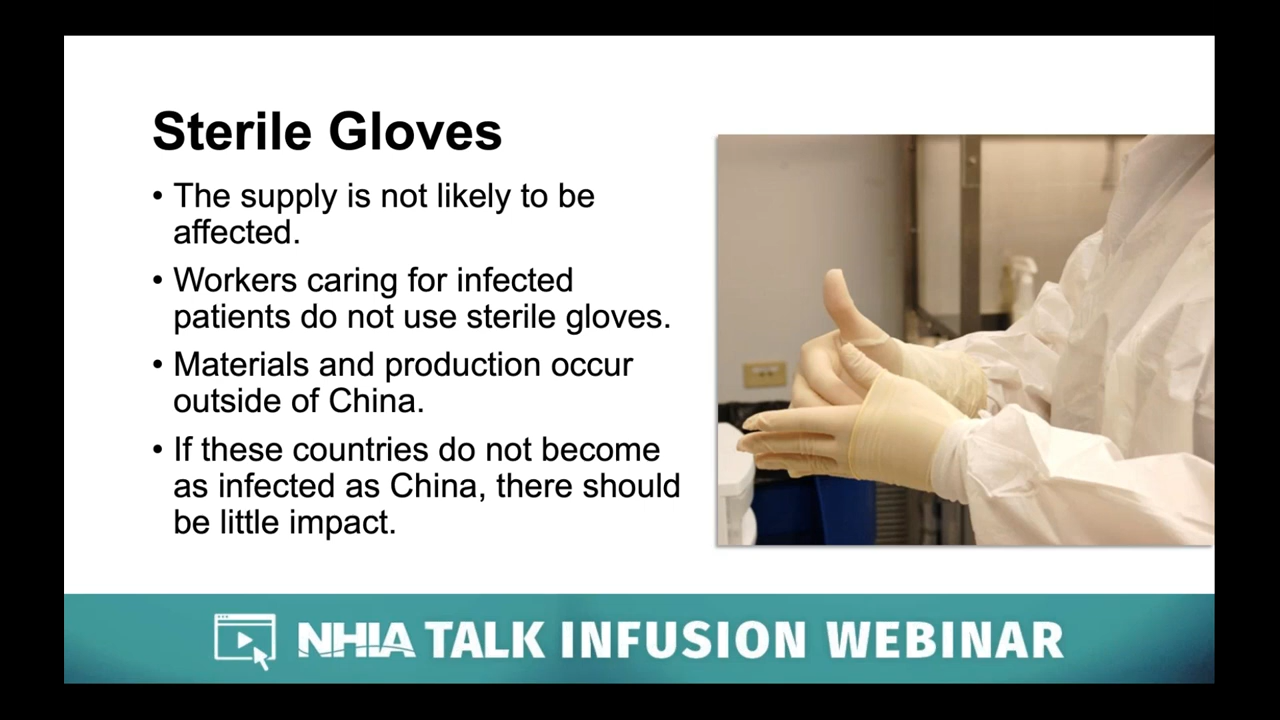 Sterile Gloves
• The supply is not likely to be
affected.
• Workers caring for infected
patients do not use sterile gloves.
• Materials and production occur
outside of China.
• If these countries do not become
as infected as China, there should
be little impact.
NHIA TALK INFUSION WEBINAR